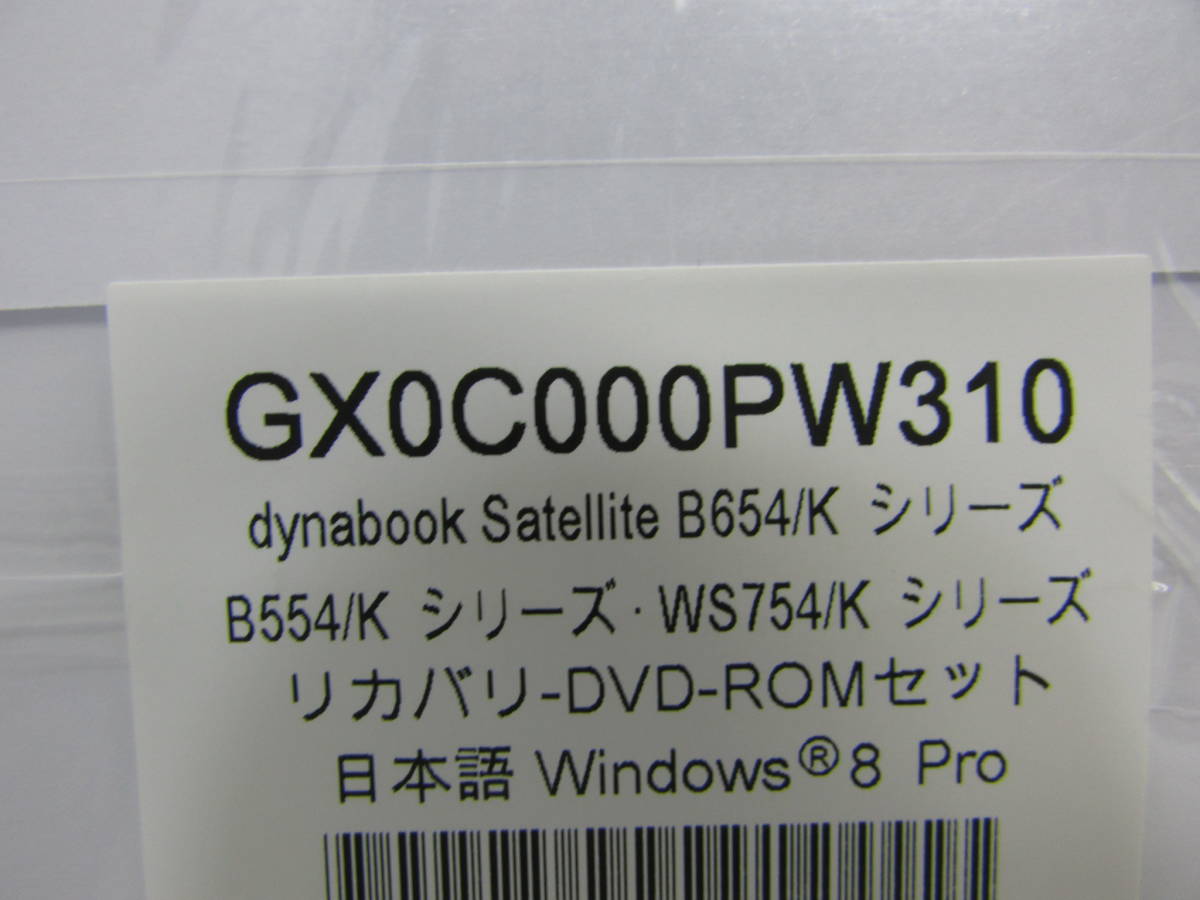 GX0C000PW310
dynabook Satellite B654/K シリーズ
B554/K シリーズ・WS754/K シリーズ
リカバリ-DVD-ROMセット
日本語 Windows®8 Pro